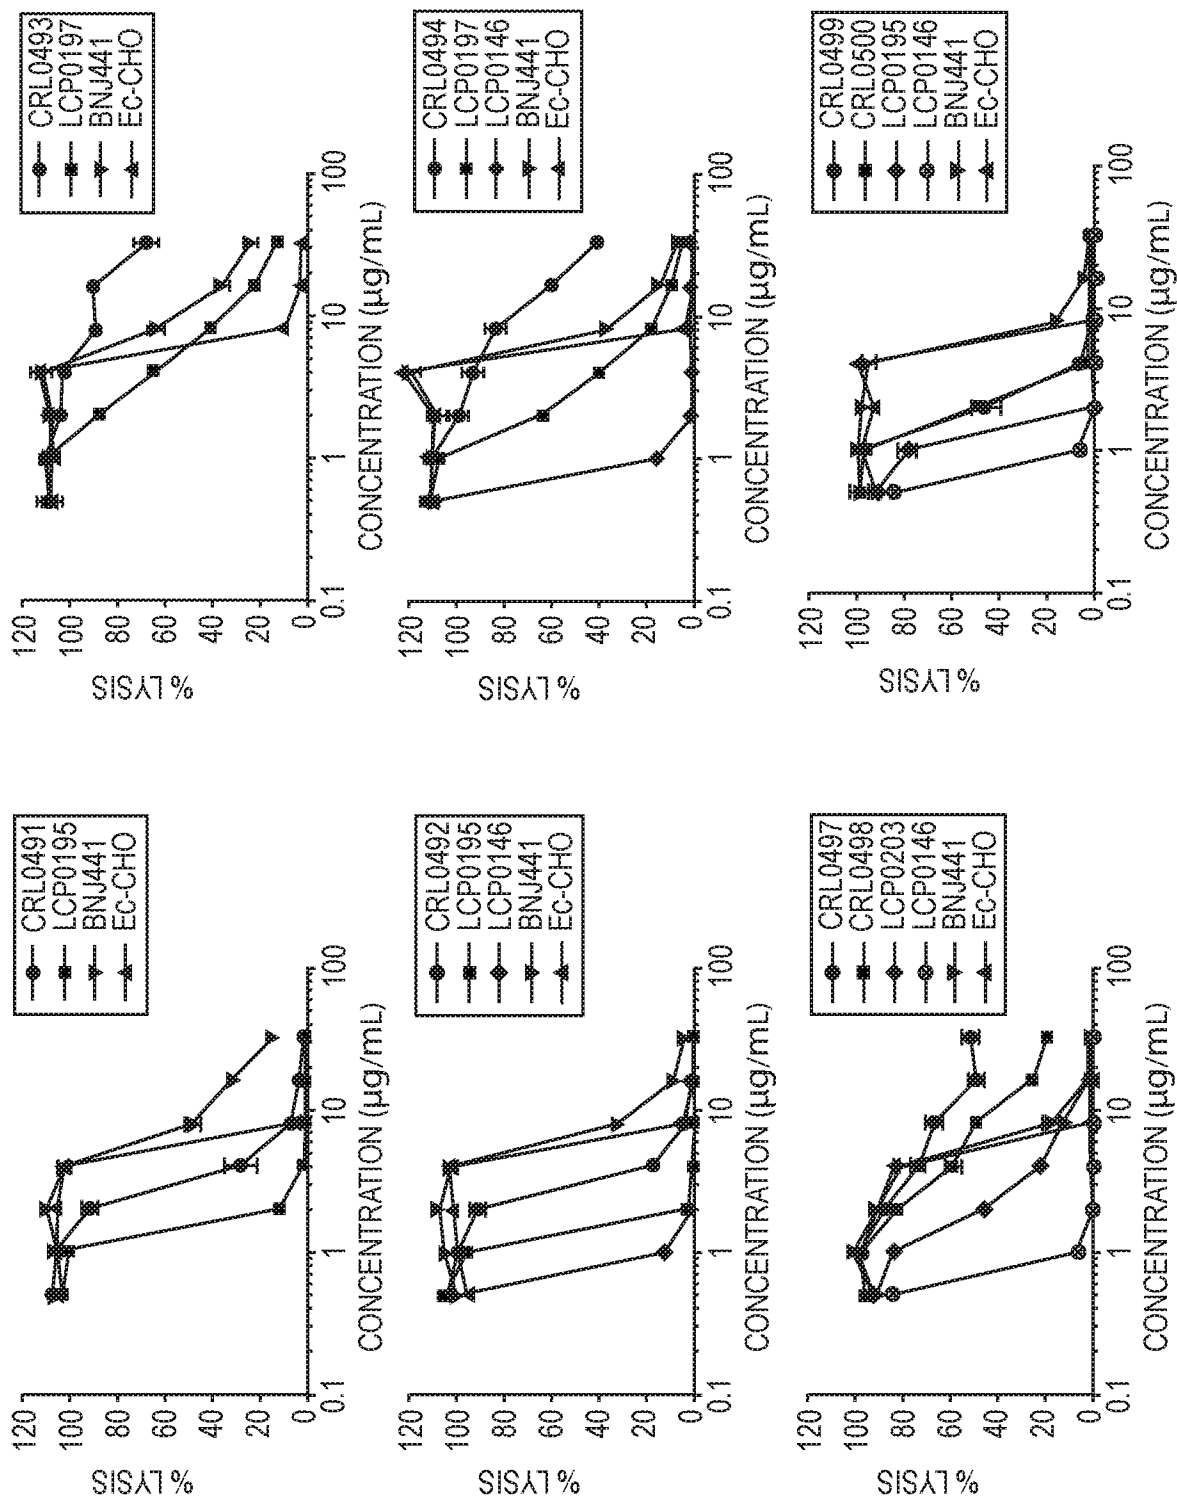 % LYSIS
120
100
80
60
40
20
0
0.1
1
10
100
CONCENTRATION (µg/mL)
CRL0491
LCP0195
BNJ441
Ec-CHO
% LYSIS
120
100
80
60
40
20
0
0.1
1
10
100
CONCENTRATION (µg/mL)
CRL0493
LCP0197
BNJ441
Ec-CHO
% LYSIS
120
100
80
60
40
20
0
0.1
1
10
100
CONCENTRATION (µg/mL)
CRL0492
LCP0195
LCP0146
BNJ441
Ec-CHO
% LYSIS
120
100
80
60
40
20
0
0.1
1
10
100
CONCENTRATION (µg/mL)
CRL0494
LCP0197
LCP0146
BNJ441
Ec-CHO
% LYSIS
120
100
80
60
40
20
0
0.1
1
10
100
CONCENTRATION (µg/mL)
CRL0497
CRL0498
LCP0203
LCP0146
BNJ441
Ec-CHO
% LYSIS
120
100
80
60
40
20
0
0.1
1
10
100
CONCENTRATION (µg/mL)
CRL0499
CRL0500
LCP0195
LCP0146
BNJ441
Ec-CHO